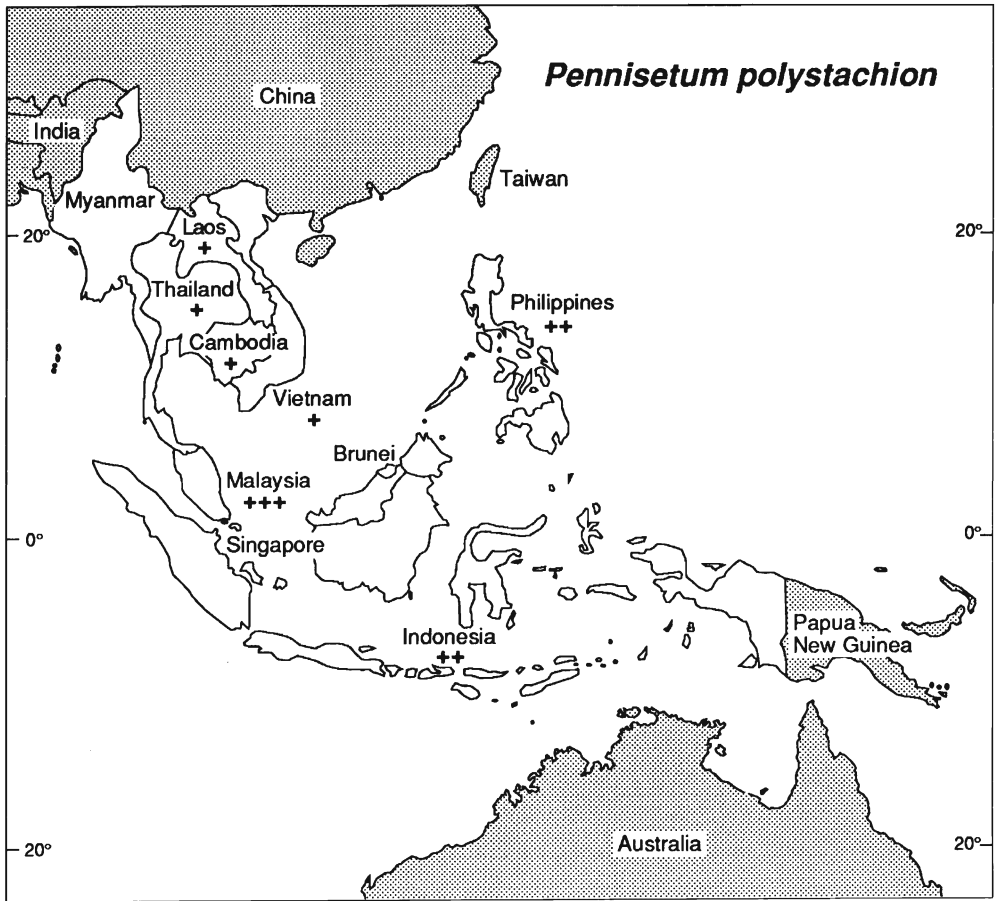 Pennisetum polystachion
China
India
Taiwan
Myanmar
Laos
+
20°
20°
Thailand
+
Philippines
++
Cambodia
+
Vietnam
+
Brunei
Malaysia
+++
0°
0°
Singapore
Indonesia
++
Papua
New Guinea
Australia
20°
20°